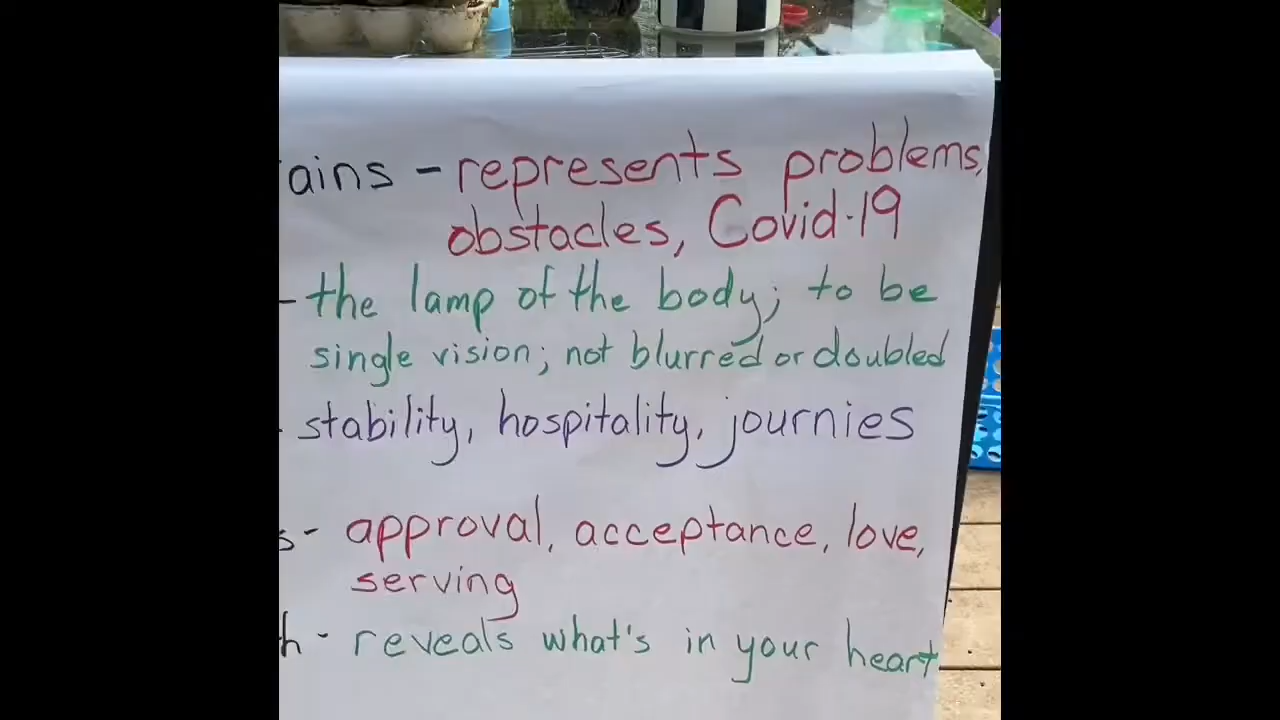 ains - represents problems,
obstacles, Covid-19
- the lamp of the body; to be
single vision; not blurred or doubled
- stability, hospitality, journies
s- approval, acceptance, love,
serving
h - reveals what's in your heart